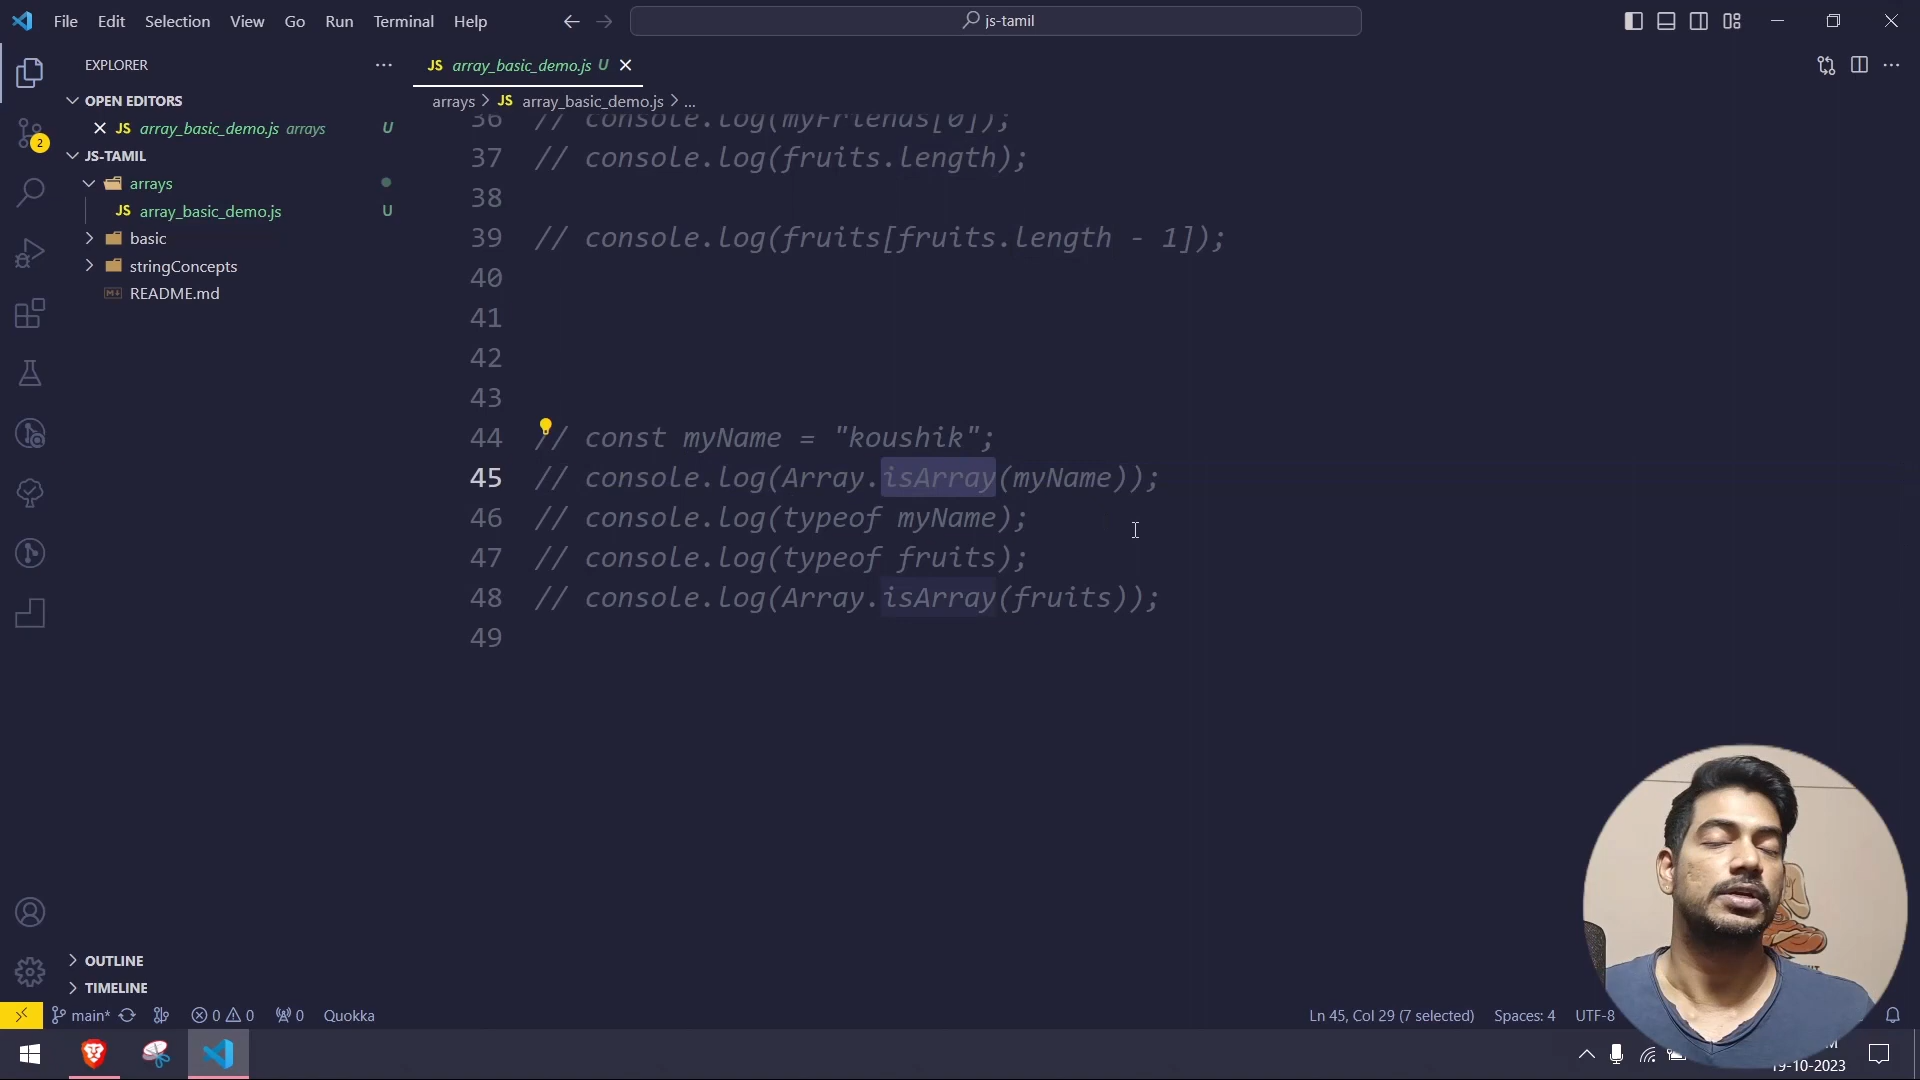 File Edit Selection View Go Run Terminal Help
js-tamil
EXPLORER
JS array_basic_demo.js U
OPEN EDITORS
arrays > JS array_basic_demo.js > ...
JS array_basic_demo.js arrays U
JS-TAMIL
arrays
JS array_basic_demo.js U
basic
stringConcepts
README.md
36 // console.log(myFriends[0]);
37 // console.log(fruits.length);
38
39 // console.log(fruits[fruits.length - 1]);
40
41
42
43
44 // const myName = "koushik";
45 // console.log(Array.isArray(myName));
46 // console.log(typeof myName);
47 // console.log(typeof fruits);
48 // console.log(Array.isArray(fruits));
49
2
OUTLINE
TIMELINE
main* 0 0 0 Quokka
Ln 45, Col 29 (7 selected) Spaces: 4 UTF-8
19-10-2023